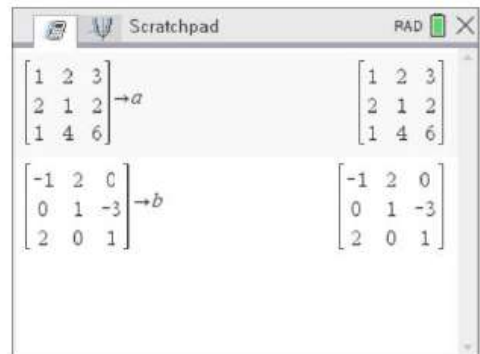 Scratchpad RAD
1 2 3 1 2 3
2 1 2 →a 2 1 2
1 4 6 1 4 6
-1 2 0 -1 2 0
0 1 -3 →b 0 1 -3
2 0 1 2 0 1